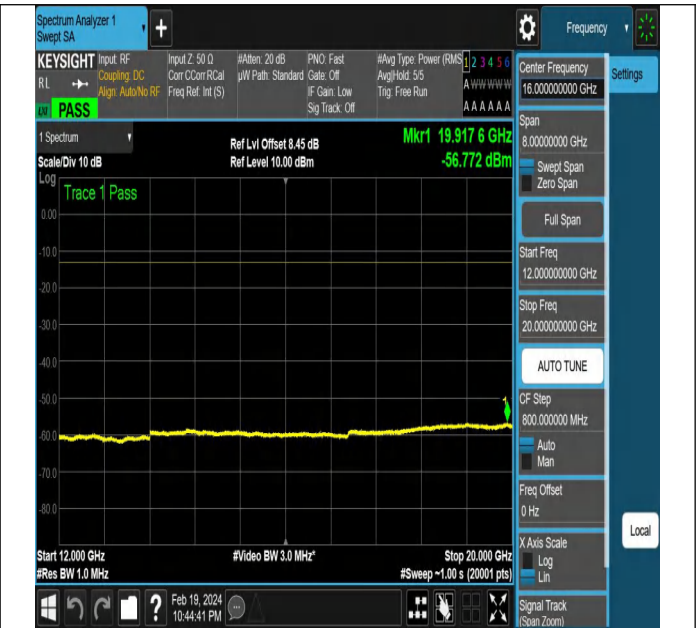 Spectrum Analyzer 1
Swept SA
+
Frequency
KEYSIGHT
Input: RF
Coupling: DC
Align: Auto/No RF
Input Z: 50 Ω
Corr CCorr RCal
Freq Ref: Int (S)
#Atten: 20 dB
µW Path: Standard
PNO: Fast
Gate: Off
IF Gain: Low
Sig Track: Off
#Avg Type: Power (RMS
Avg|Hold: 5/5
Trig: Free Run
1 2 3 4 5 6
A W W W W W
A A A A A A
RL
LXI
PASS
1 Spectrum
Scale/Div 10 dB
Ref Lvl Offset 8.45 dB
Ref Level 10.00 dBm
Mkr1 19.917 6 GHz
-56.772 dBm
Log
Trace 1 Pass
0.00
-10.0
-20.0
-30.0
-40.0
-50.0
-60.0
-70.0
-80.0
1
Start 12.000 GHz
#Res BW 1.0 MHz
#Video BW 3.0 MHz*
Stop 20.000 GHz
#Sweep ~1.00 s (20001 pts)
?
Feb 19, 2024
10:44:41 PM
Center Frequency
16.000000000 GHz
Settings
Span
8.00000000 GHz
Swept Span
Zero Span
Full Span
Start Freq
12.000000000 GHz
Stop Freq
20.000000000 GHz
AUTO TUNE
CF Step
800.000000 MHz
Auto
Man
Freq Offset
0 Hz
Local
X Axis Scale
Log
Lin
Signal Track
(Span Zoom)